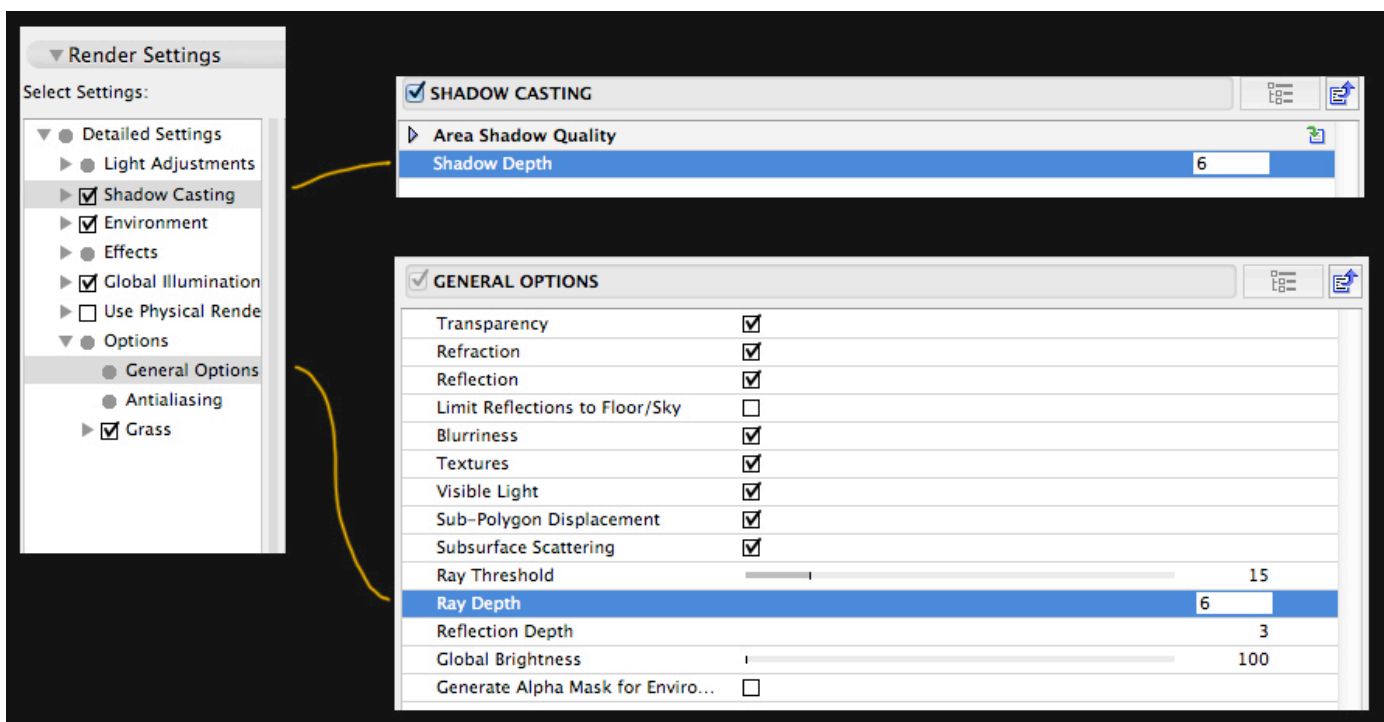 Render Settings
Select Settings:
Detailed Settings
Light Adjustments
Shadow Casting
Environment
Effects
Global Illumination
Use Physical Rende
Options
General Options
Antialiasing
Grass
SHADOW CASTING
Area Shadow Quality
Shadow Depth 6
GENERAL OPTIONS
Transparency
Refraction
Reflection
Limit Reflections to Floor/Sky
Blurriness
Textures
Visible Light
Sub-Polygon Displacement
Subsurface Scattering
Ray Threshold 15
Ray Depth 6
Reflection Depth 3
Global Brightness 100
Generate Alpha Mask for Enviro...